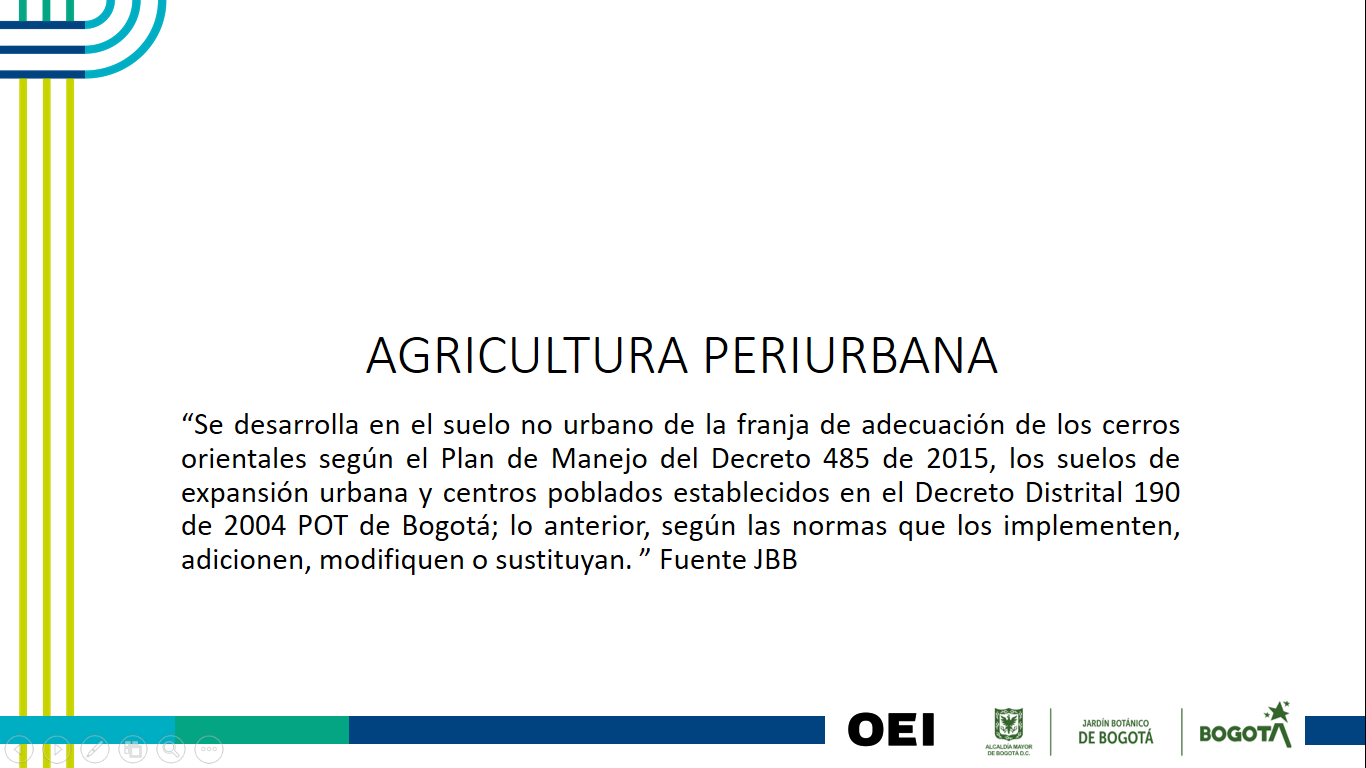 AGRICULTURA PERIURBANA
“Se desarrolla en el suelo no urbano de la franja de adecuación de los cerros
orientales según el Plan de Manejo del Decreto 485 de 2015, los suelos de
expansión urbana y centros poblados establecidos en el Decreto Distrital 190
de 2004 POT de Bogotá; lo anterior, según las normas que los implementen,
adicionen, modifiquen o sustituyan. ” Fuente JBB
OEI
ALCALDÍA MAYOR
DE BOGOTÁ D.C.
JARDÍN BOTÁNICO
DE BOGOTÁ
BOGOTÁ